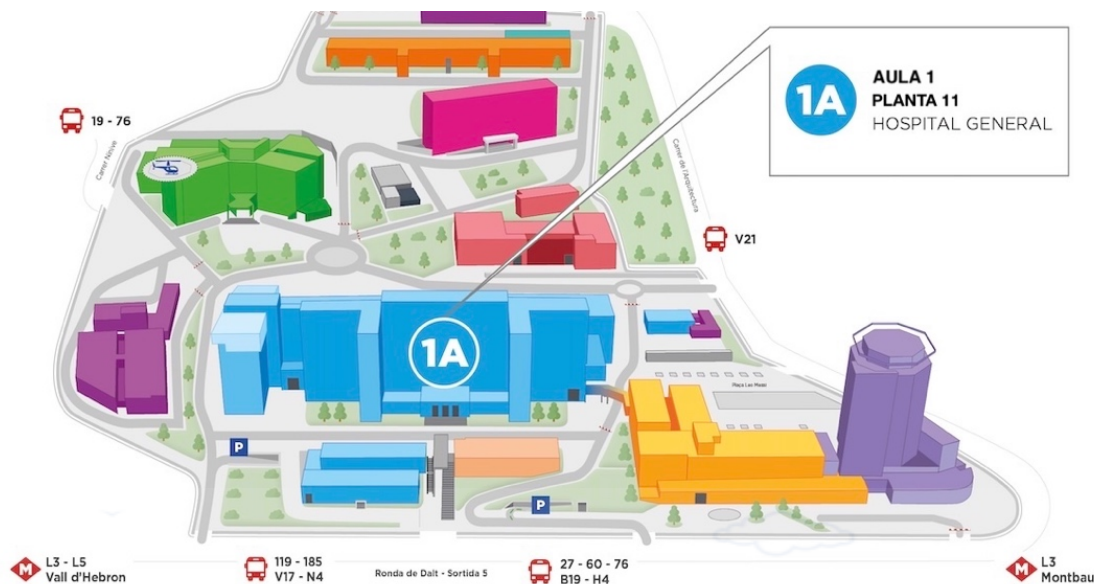 1A
AULA 1
PLANTA 11
HOSPITAL GENERAL
19 - 76
Carrer Natzaret
Carrer de l'Arquitectura
V21
1A
Plaça Leo Messi
P
P
L3 - L5
Vall d'Hebron
119 - 185
V17 - N4
Ronda de Dalt - Sortida 5
27 - 60 - 76
B19 - H4
L3
Montbau